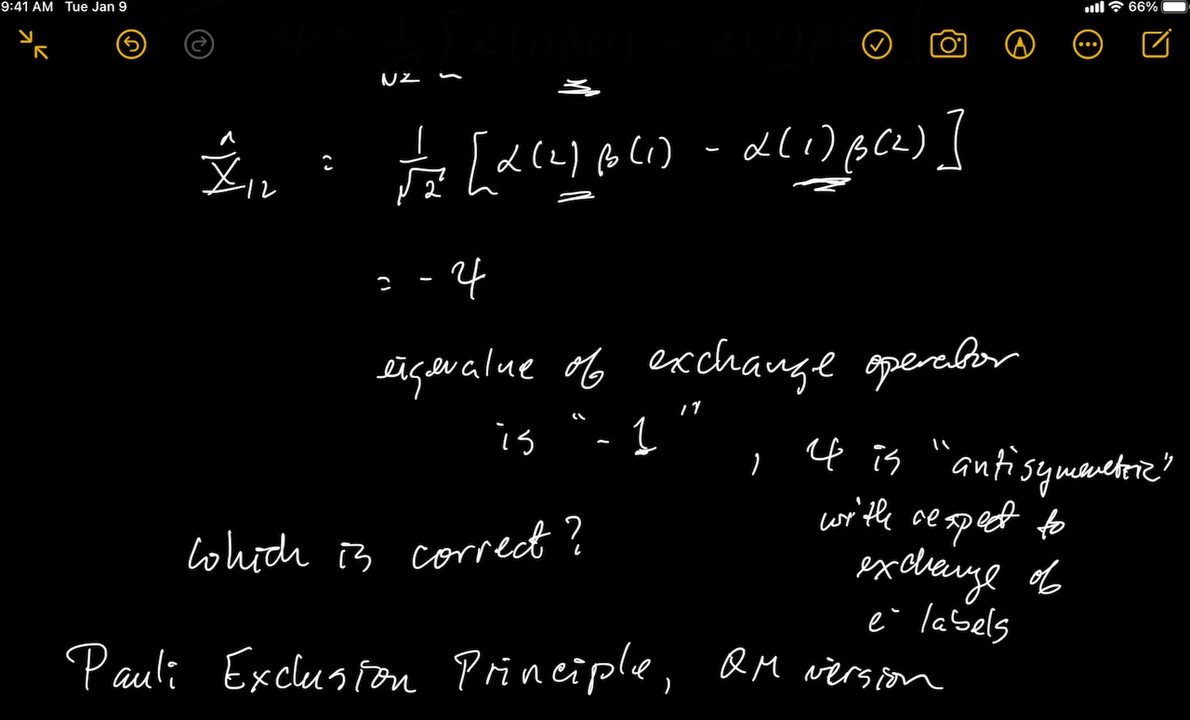 9:41 AM Tue Jan 9 66%
X̂₁₂ = 1/√2 [α(2) β(1) - α(1) β(2)]
= - Ψ
eigevalue of exchange operator
is "-1" , Ψ is "antisymmetric"
with respect to
exchange of
e⁻ labels
Which is correct?
Pauli Exclusion Principle, QM version